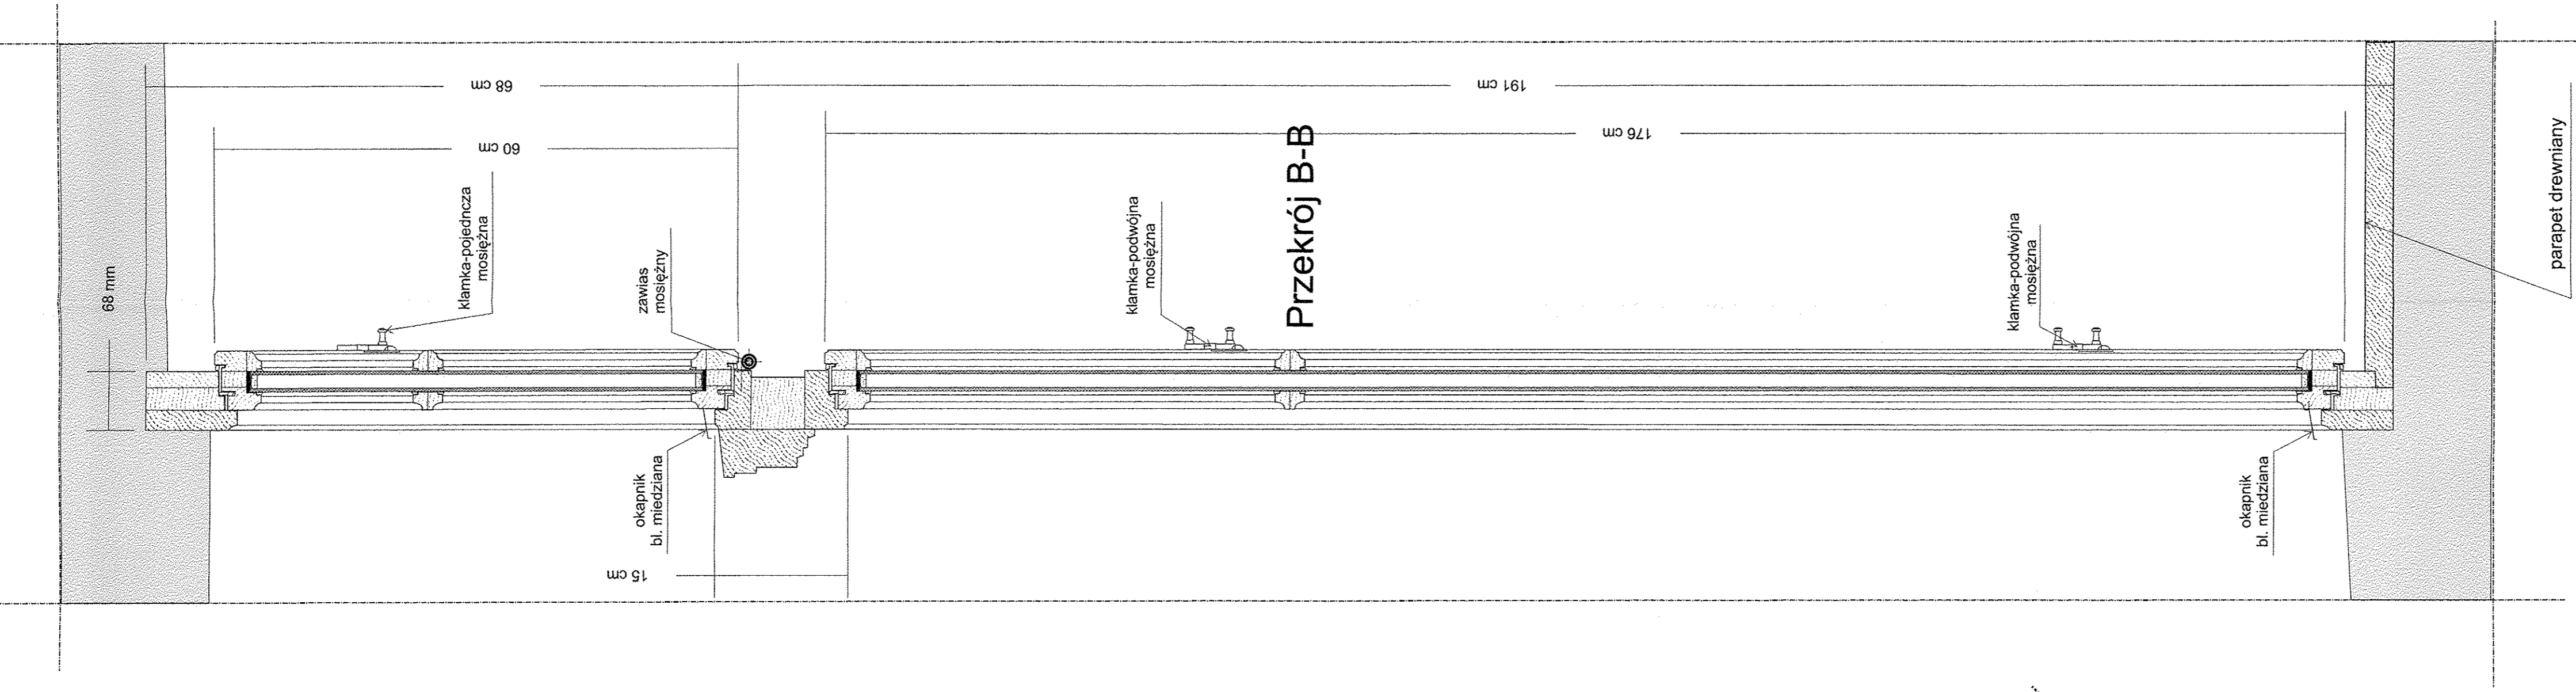 68 cm
191 cm
60 cm
176 cm
68 mm
klamka-pojedncza
mosiężna
zawias
mosiężny
klamka-podwójna
mosiężna
Przekrój B-B
klamka-podwójna
mosiężna
parapet drewniany
okapnik
bl. miedziana
okapnik
bl. miedziana
15 cm